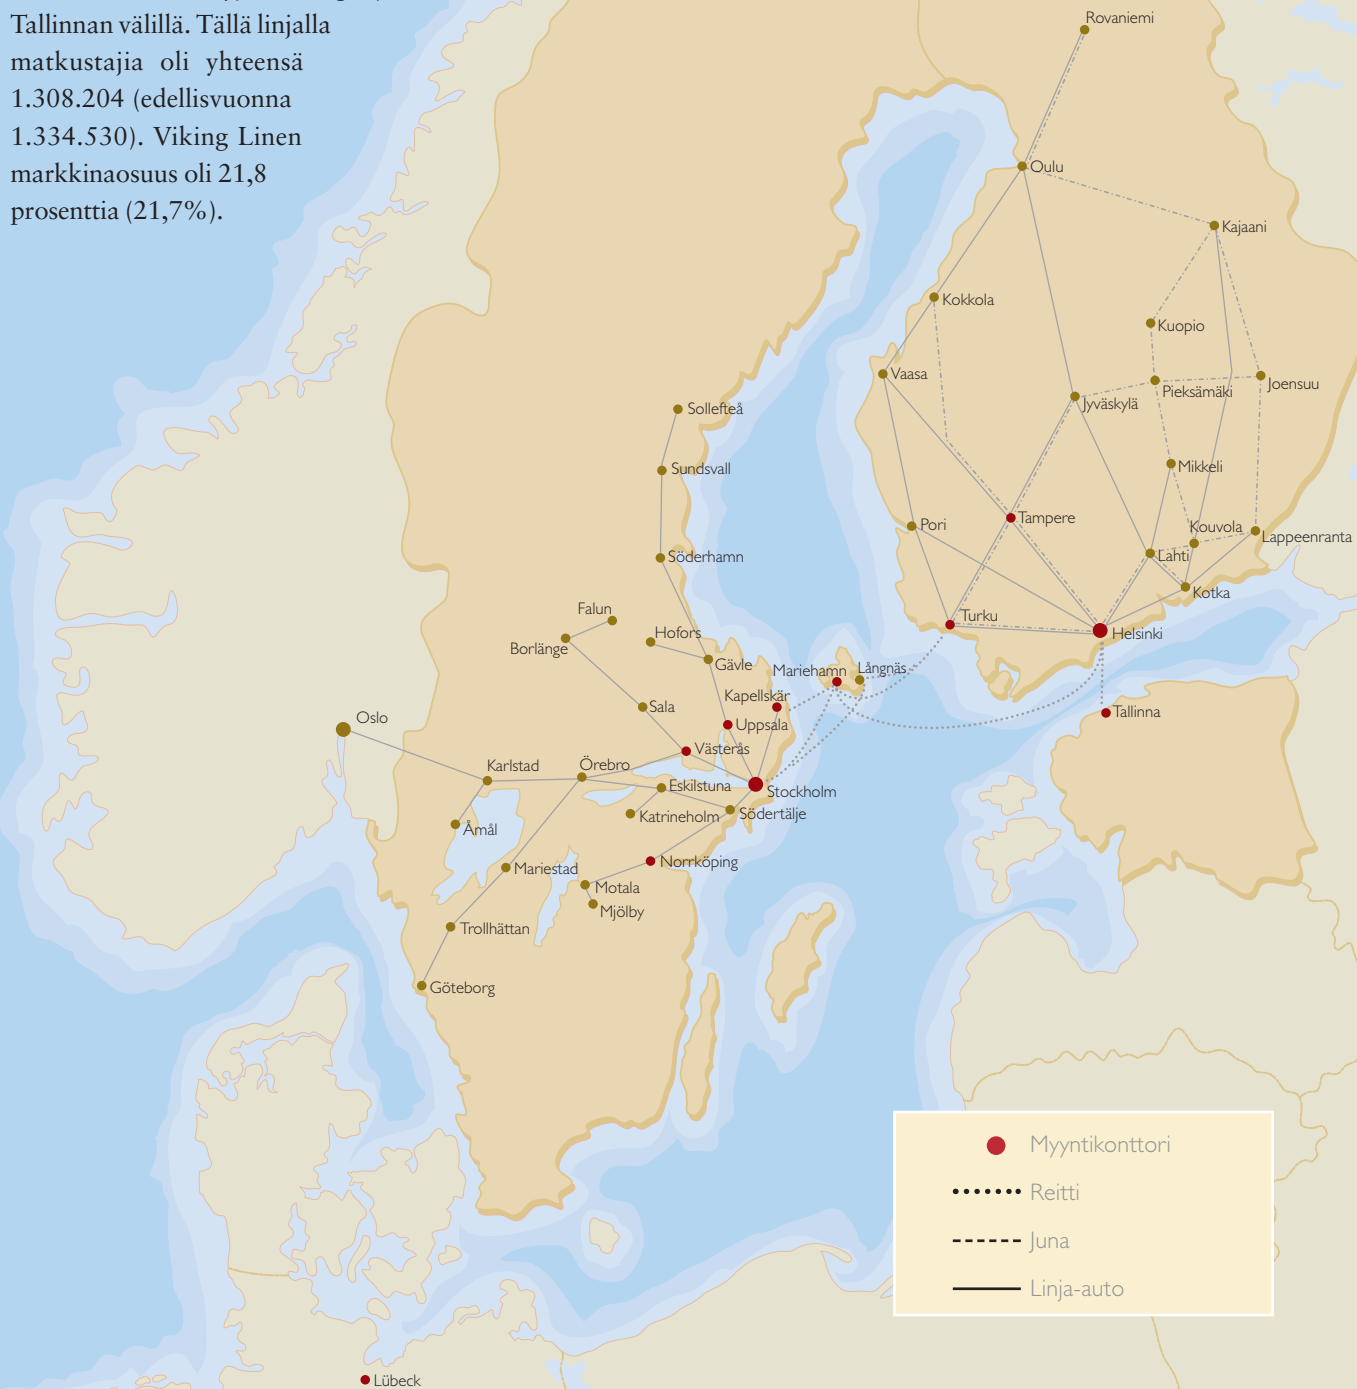 Tallinnan välillä. Tällä linjalla
matkustajia oli yhteensä
1.308.204 (edellisvuonna
1.334.530). Viking Linen
markkinaosuus oli 21,8
prosenttia (21,7%).
Rovaniemi
Oulu
Kajaani
Kokkola
Kuopio
Vaasa
Pieksämäki
Joensuu
Jyväskylä
Sollefteå
Sundsvall
Mikkeli
Tampere
Pori
Kouvola
Lappeenranta
Lahti
Söderhamn
Kotka
Falun
Turku
Hofors
Helsinki
Borlänge
Gävle
Mariehamn
Långnäs
Kapellskär
Sala
Tallinna
Oslo
Uppsala
Västerås
Karlstad
Örebro
Eskilstuna
Stockholm
Katrineholm
Södertälje
Åmål
Norrköping
Mariestad
Motala
Mjölby
Trollhättan
Göteborg
Myyntikonttori
Reitti
Juna
Linja-auto
Lübeck